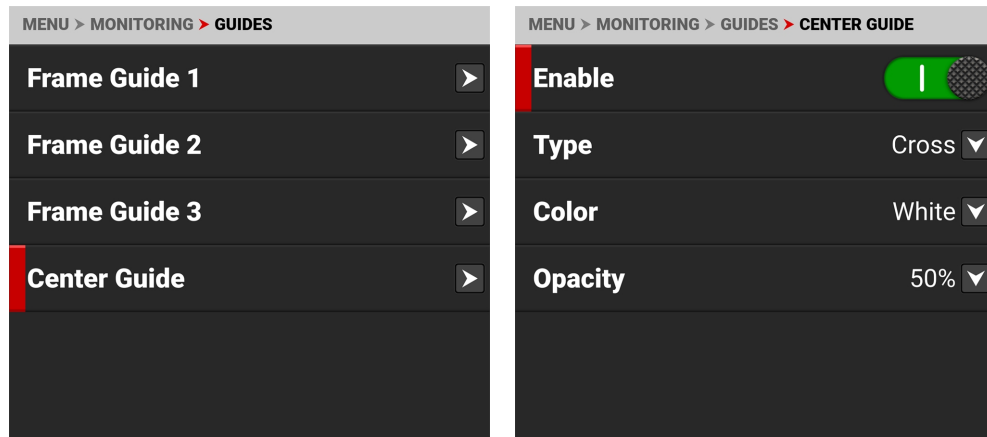 MENU > MONITORING > GUIDES
Frame Guide 1
Frame Guide 2
Frame Guide 3
Center Guide
MENU > MONITORING > GUIDES > CENTER GUIDE
Enable
Type Cross
Color White
Opacity 50%